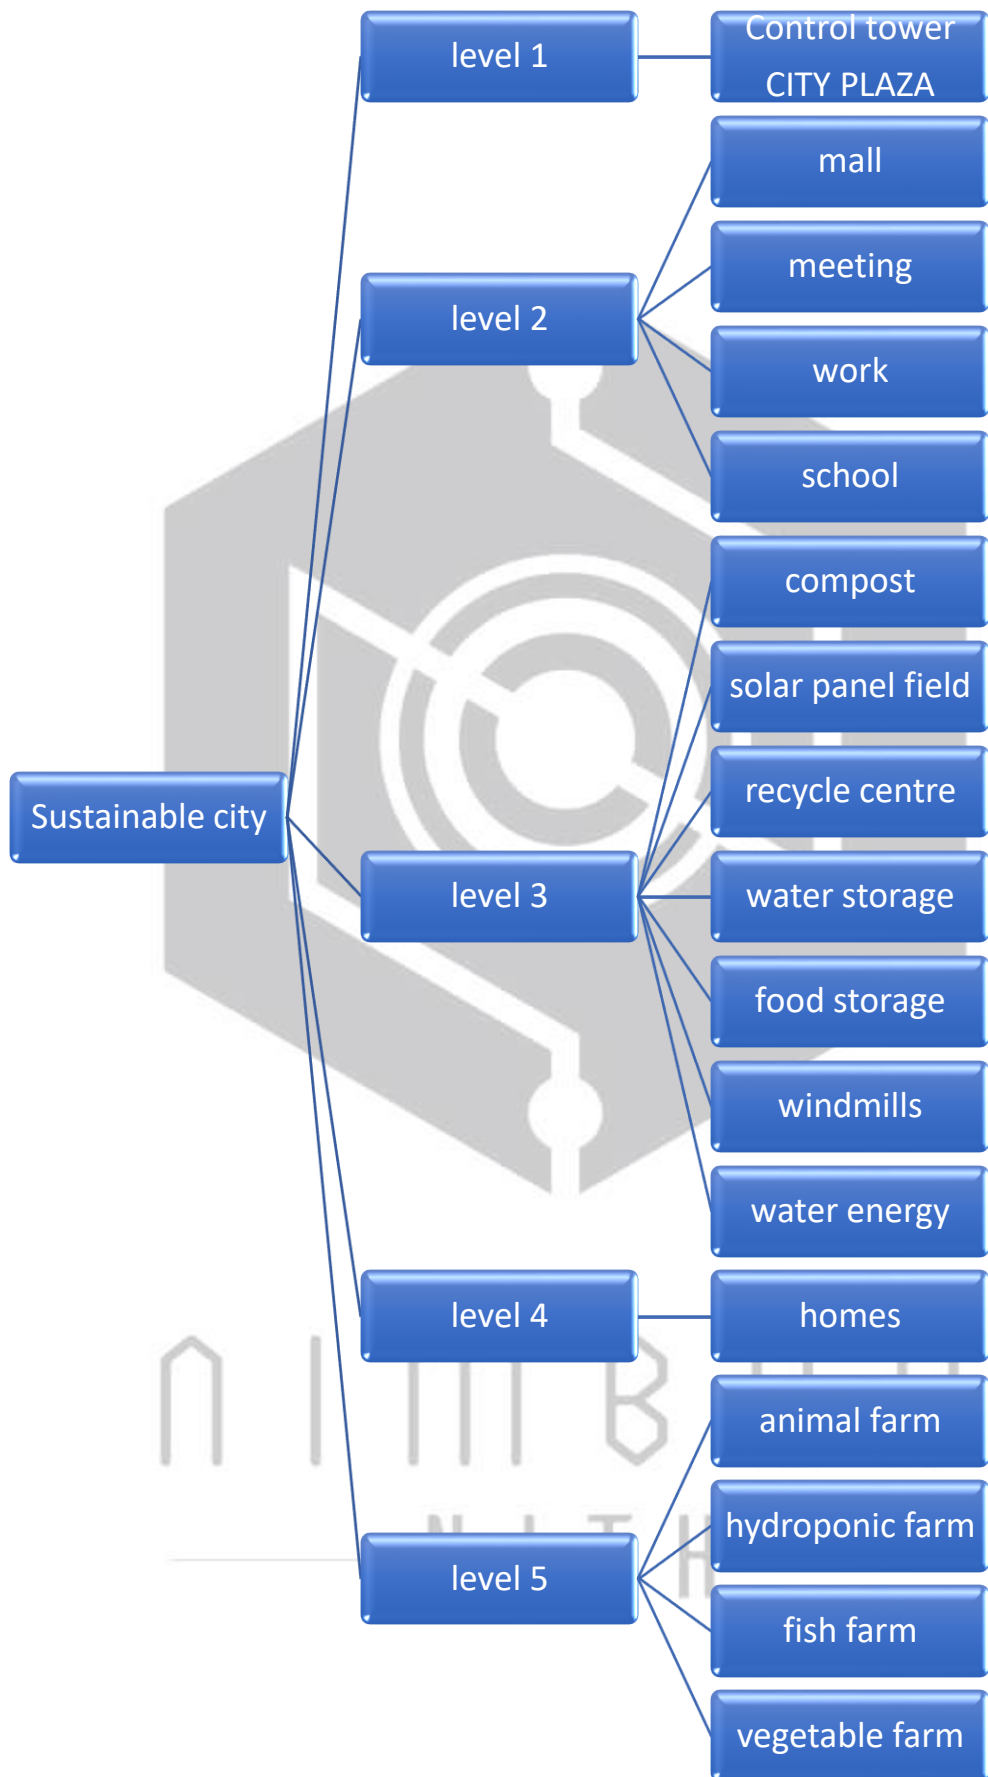 Sustainable city
level 1
Control tower
CITY PLAZA
level 2
mall
meeting
work
school
level 3
compost
solar panel field
recycle centre
water storage
food storage
windmills
water energy
level 4
homes
level 5
animal farm
hydroponic farm
fish farm
vegetable farm